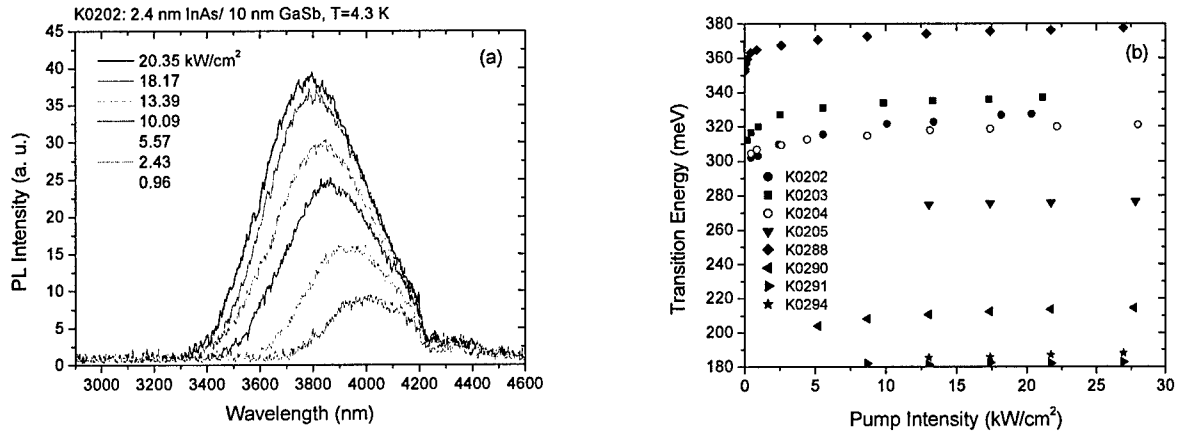 K0202: 2.4 nm InAs/ 10 nm GaSb, T=4.3 K
(a)
20.35 kW/cm²
18.17
13.39
10.09
5.57
2.43
0.96
45
40
35
30
25
20
15
10
5
0
PL Intensity (a. u.)
3000 3200 3400 3600 3800 4000 4200 4400 4600
Wavelength (nm)
(b)
380
360
340
320
300
280
260
240
220
200
180
Transition Energy (meV)
K0202
K0203
K0204
K0205
K0288
K0290
K0291
K0294
0 5 10 15 20 25 30
Pump Intensity (kW/cm²)